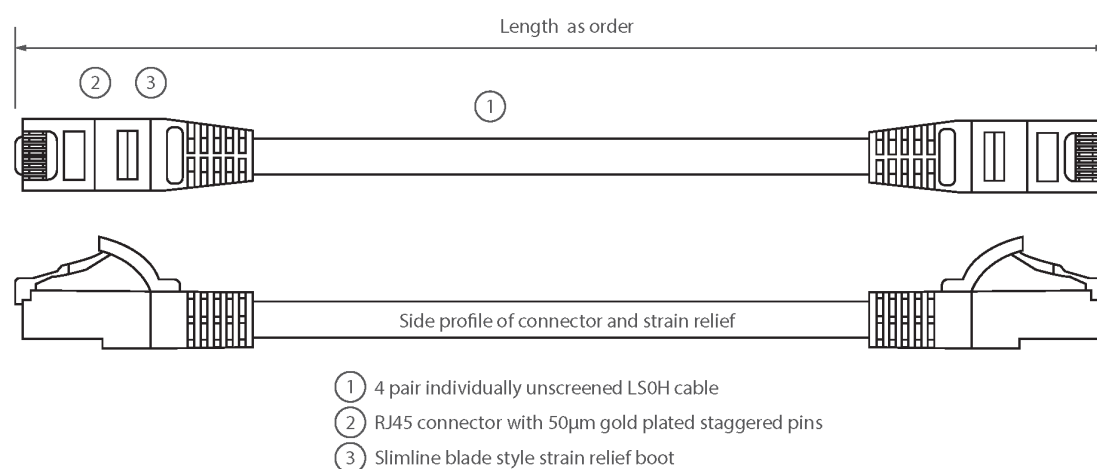 Length as order
2 3
1
Side profile of connector and strain relief
1 4 pair individually unscreened LS0H cable
2 RJ45 connector with 50µm gold plated staggered pins
3 Slimline blade style strain relief boot